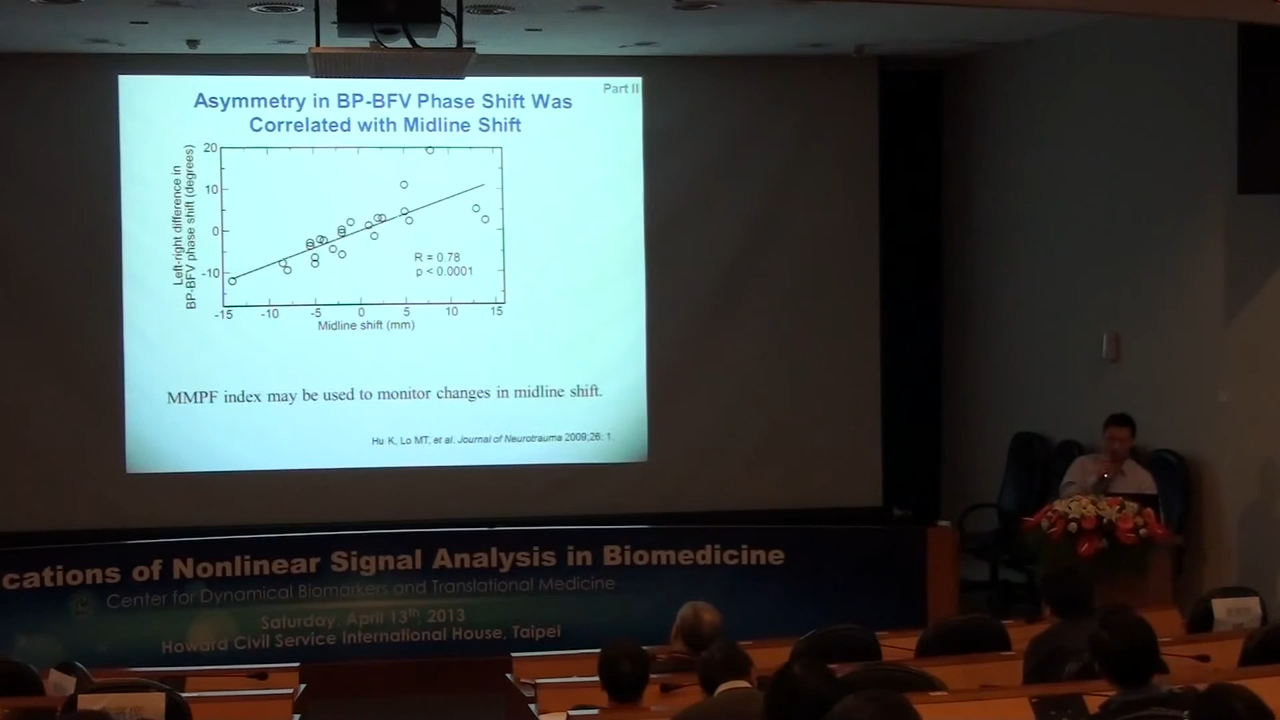 Part II
Asymmetry in BP-BFV Phase Shift Was
Correlated with Midline Shift
Left-right difference in
BP-BFV phase shift (degrees)
20
10
0
-10
R = 0.78
p < 0.0001
-15 -10 -5 0 5 10 15
Midline shift (mm)
MMPF index may be used to monitor changes in midline shift.
Hu K, Lo MT, et al. Journal of Neurotrauma 2009;26: 1
cations of Nonlinear Signal Analysis in Biomedicine
Center for Dynamical Biomarkers and Translational Medicine
Saturday, April 13th, 2013
Howard Civil Service International House, Taipei